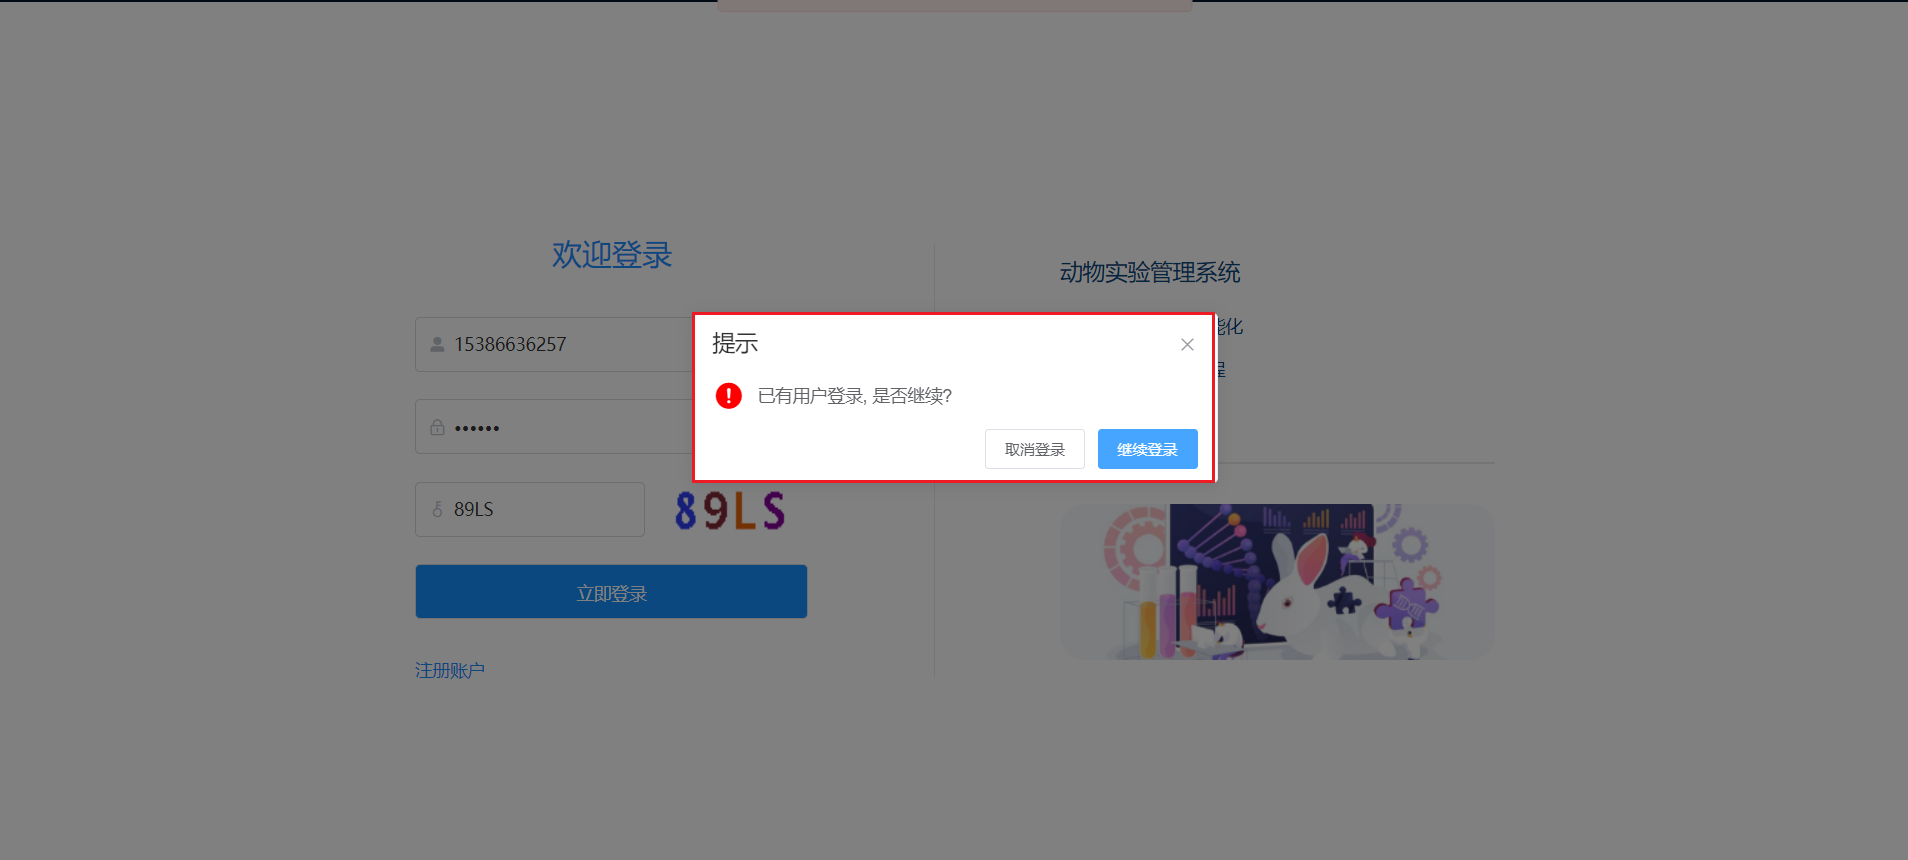 欢迎登录
15386636257
••••••
89LS
89LS
立即登录
注册账户
动物实验管理系统
能化
程
提示
已有用户登录, 是否继续?
取消登录
继续登录